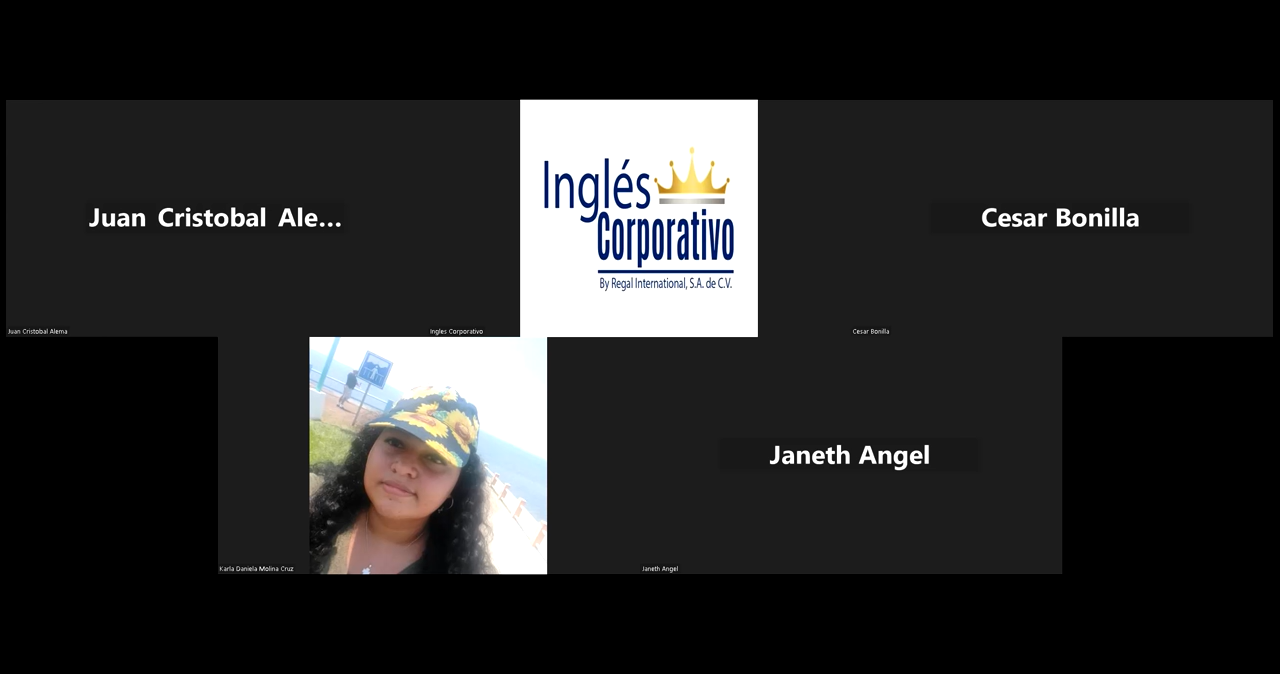 Juan Cristobal Ale...
Inglés
Corporativo
By Regal International, S.A. de C.V.
Cesar Bonilla
Juan Cristobal Alema
Ingles Corporativo
Cesar Bonilla
Janeth Angel
Karla Daniela Molina Cruz
Janeth Angel